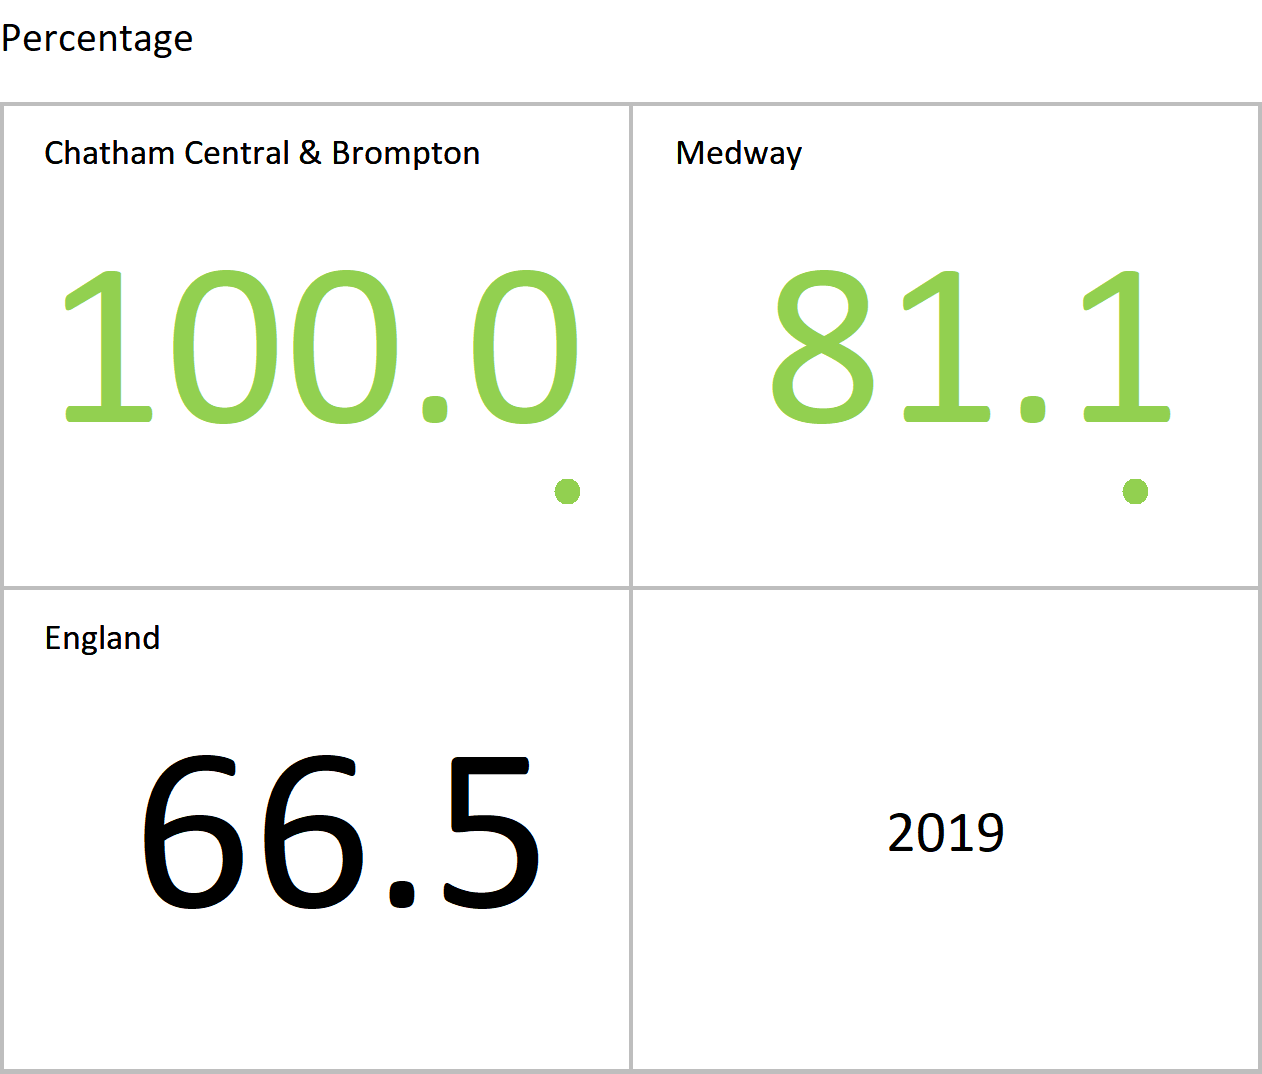 Percentage
Chatham Central & Brompton
Medway
100.0
81.1
England
66.5
2019